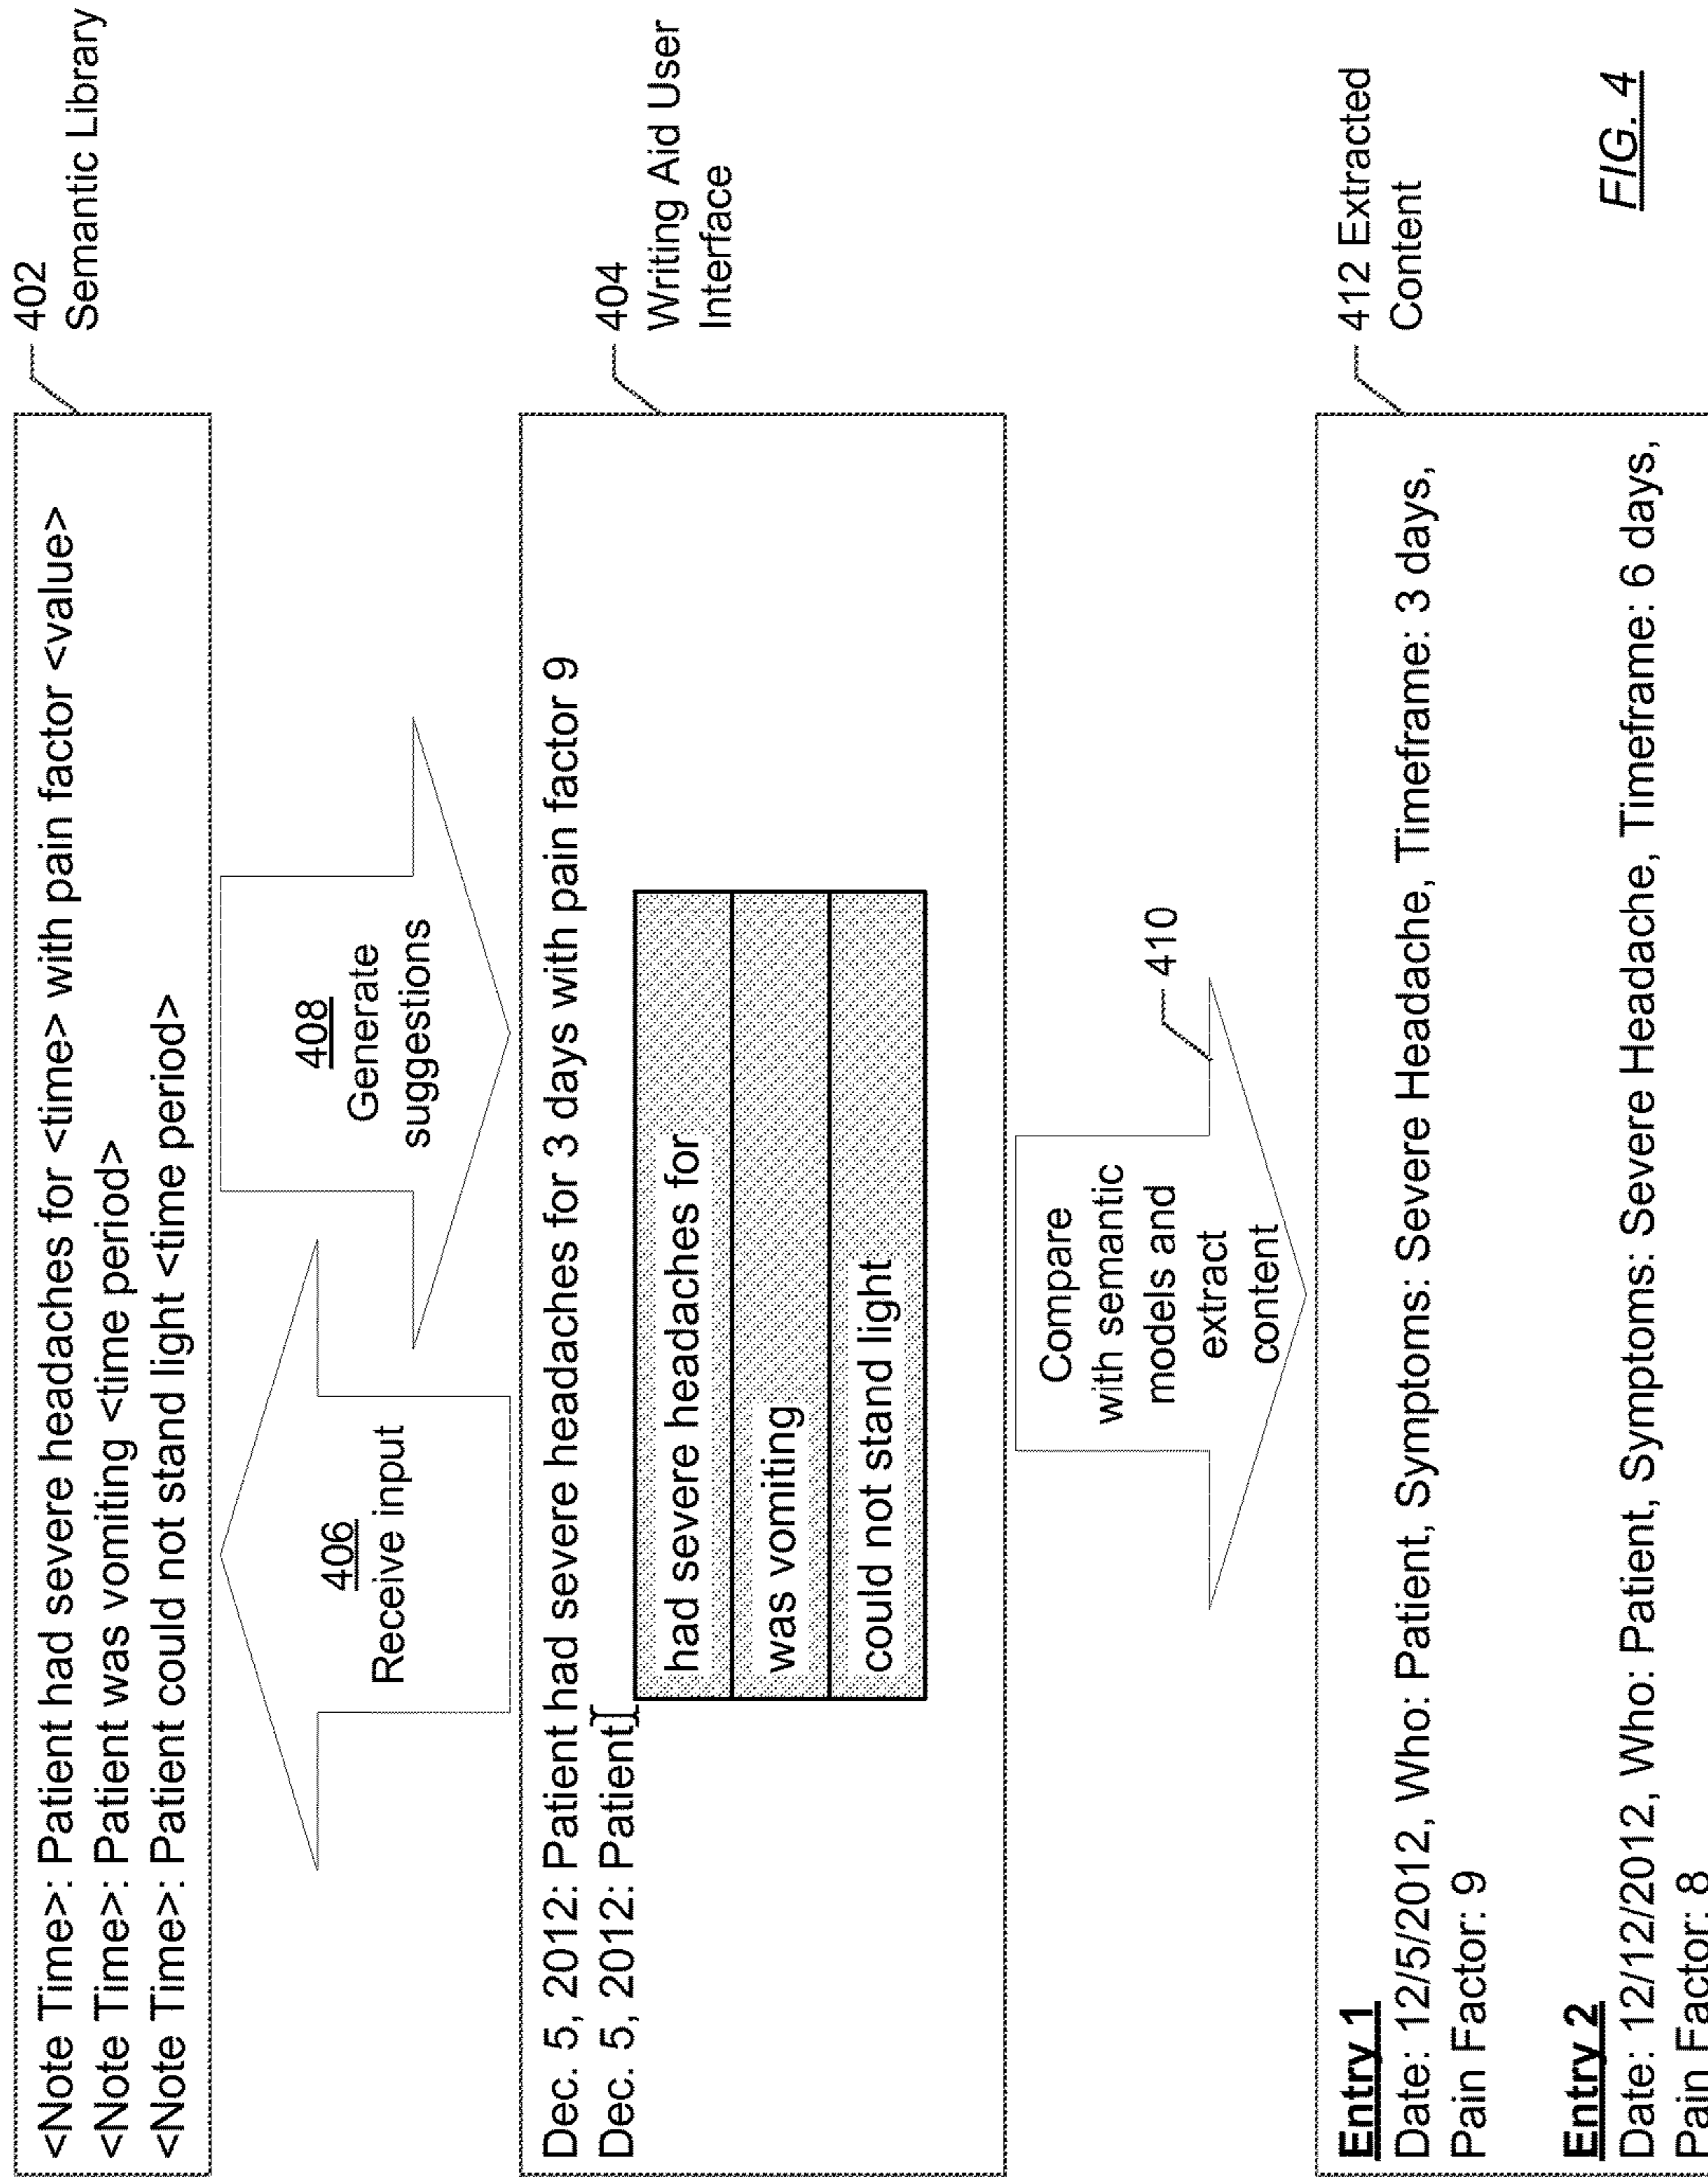 <Note Time>: Patient had severe headaches for <time> with pain factor <value>
<Note Time>: Patient was vomiting <time period>
<Note Time>: Patient could not stand light <time period>
402
Semantic Library
406
Receive input
408
Generate
suggestions
Dec. 5, 2012: Patient had severe headaches for 3 days with pain factor 9
Dec. 5, 2012: Patient
had severe headaches for
was vomiting
could not stand light
404
Writing Aid User
Interface
Compare
with semantic
models and
extract
content
410
Entry 1
Date: 12/5/2012, Who: Patient, Symptoms: Severe Headache, Timeframe: 3 days,
Pain Factor: 9
Entry 2
Date: 12/12/2012, Who: Patient, Symptoms: Severe Headache, Timeframe: 6 days,
Pain Factor: 8
412 Extracted
Content
FIG. 4